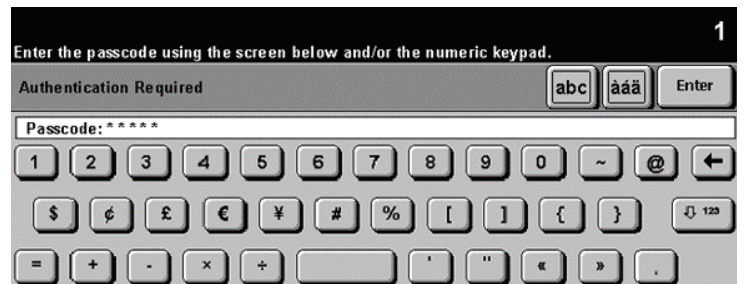 1
Enter the passcode using the screen below and/or the numeric keypad.
Authentication Required abc àáä Enter
Passcode: * * * * *
1 2 3 4 5 6 7 8 9 0 ~ @ ←
$ ¢ £ € ¥ # % [ ] { } ⇩ 123
= + - × ÷ ' " « » .